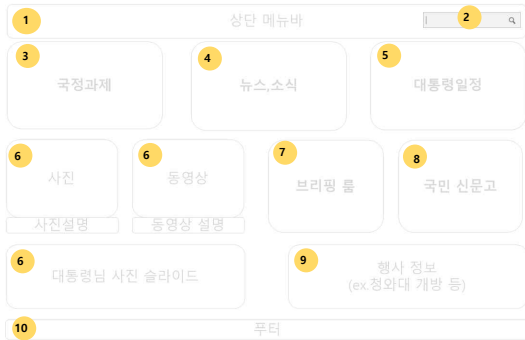 1 상단 메뉴바 2
3 국정과제
4 뉴스,소식
5 대통령일정
6 사진
사진설명
6 동영상
동영상 설명
7 브리핑 룸
8 국민 신문고
6 대통령님 사진 슬라이드
9 행사 정보
(ex.청와대 개방 등)
10 푸터